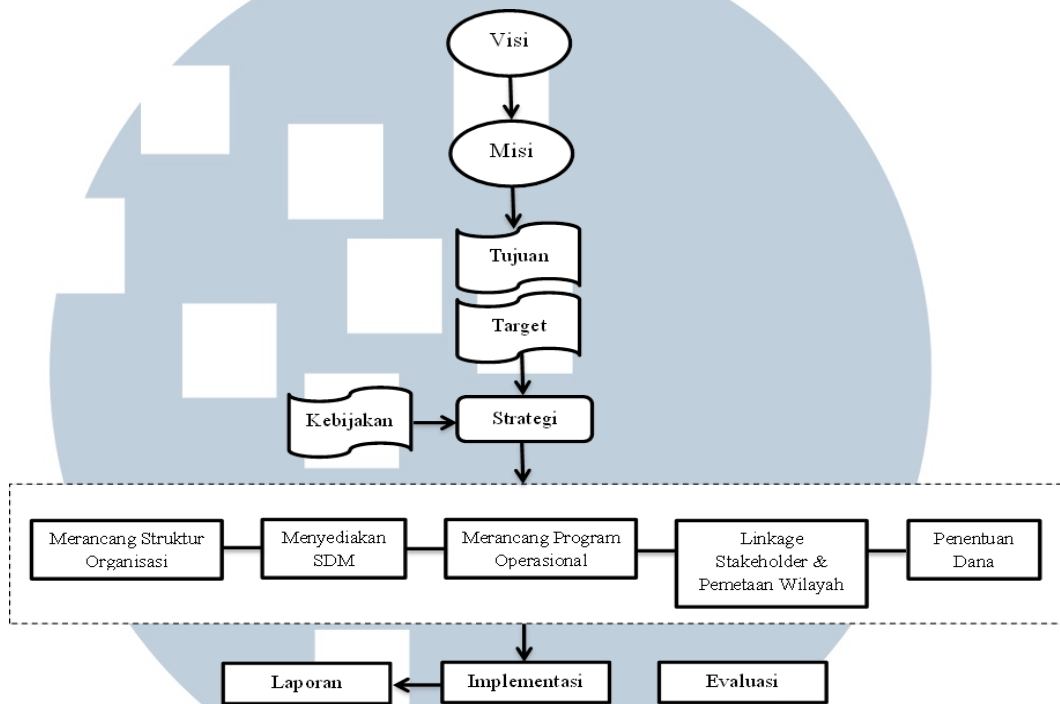 Visi
Misi
Tujuan
Target
Kebijakan
Strategi
Merancang Struktur
Organisasi
Menyediakan
SDM
Merancang Program
Operasional
Linkage
Stakeholder &
Pemetaan Wilayah
Penentuan
Dana
Laporan
Implementasi
Evaluasi